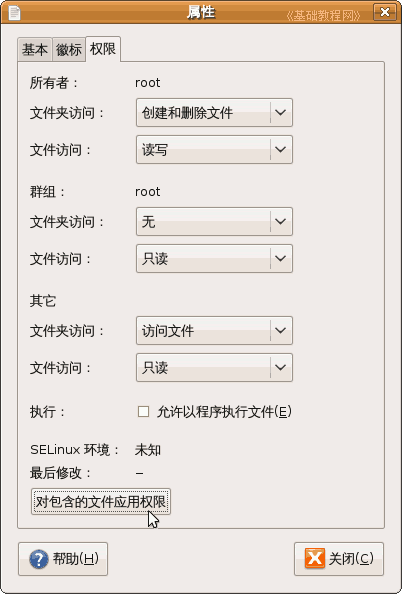 属性
《基础教程网》
基本 徽标 权限
所有者： root
文件夹访问： 创建和删除文件
文件访问： 读写
群组： root
文件夹访问： 无
文件访问： 只读
其它
文件夹访问： 访问文件
文件访问： 只读
执行： 允许以程序执行文件(E)
SELinux 环境： 未知
最后修改： –
对包含的文件应用权限
帮助(H) 关闭(C)